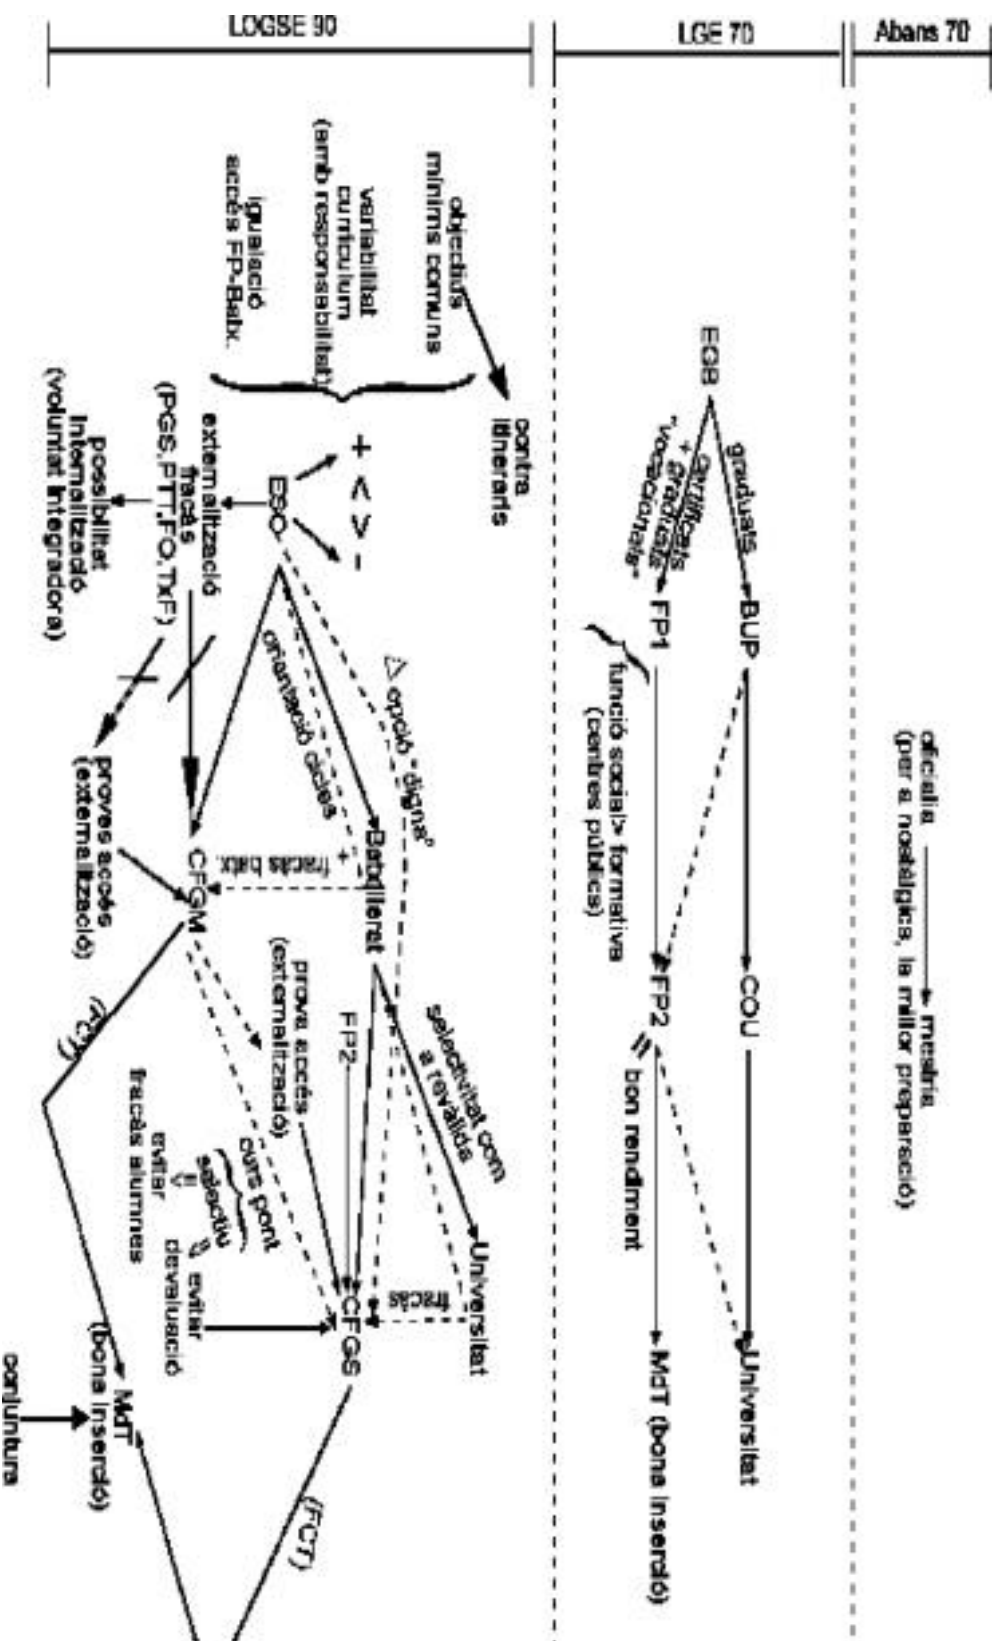 Abans 70
oficialia
mestria
(per a nostàlgics, la millor preparació)
LGE 70
EGB
graduats
certificats
+ graduats
"vocacionals"
BUP
FP1
funció social> formativa
(centres públics)
COU
FP2
bon rendiment
Universitat
MdT (bona inserció)
LOGSE 90
objectius
mínims comuns
variabilitat
currículum
(amb responsabilitat)
igualació
accés FP-Batx.
contra
itineraris
+ < > -
ESO
externalització
fracàs
(PGS,PTT,FO,TxF)
possibilitat
Internalització
(voluntat integradora)
△ opció "digna"
orientació cicles
+
Batxillerat
fracàs batx.
CFGM
proves accés
(externalització)
selectivitat com
a revàlida
FP2
prova accés
(externalització)
(FCT)
curs pont
selectiu
evitar
fracàs alumnes
evitar
devaluació
Universitat
fracàs
CFGS
(FCT)
MdT
(bona inserció)
conjuntura